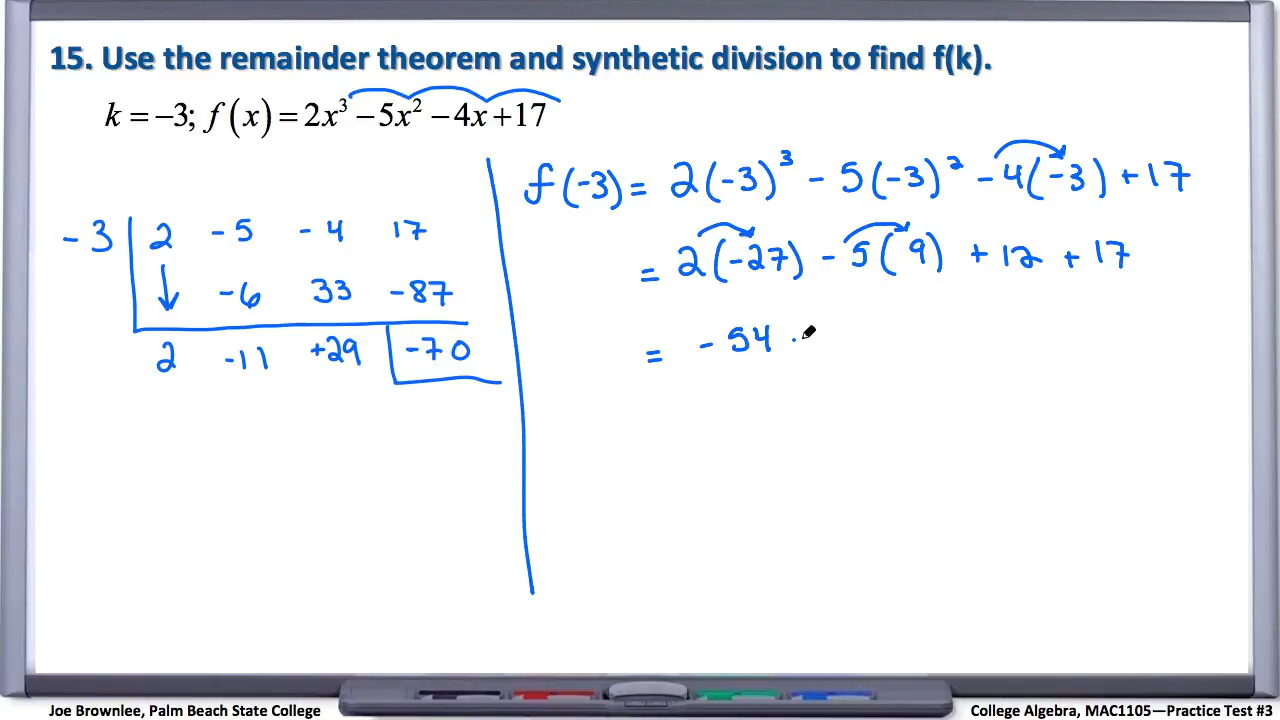 15. Use the remainder theorem and synthetic division to find f(k).
k = −3; f(x) = 2x³ − 5x² − 4x + 17
-3 | 2 -5 -4 17
↓ -6 33 -87
2 -11 +29 -70
f(-3) = 2(-3)³ - 5(-3)² - 4(-3) + 17
= 2(-27) - 5(9) + 12 + 17
= - 54
Joe Brownlee, Palm Beach State College
College Algebra, MAC1105—Practice Test #3